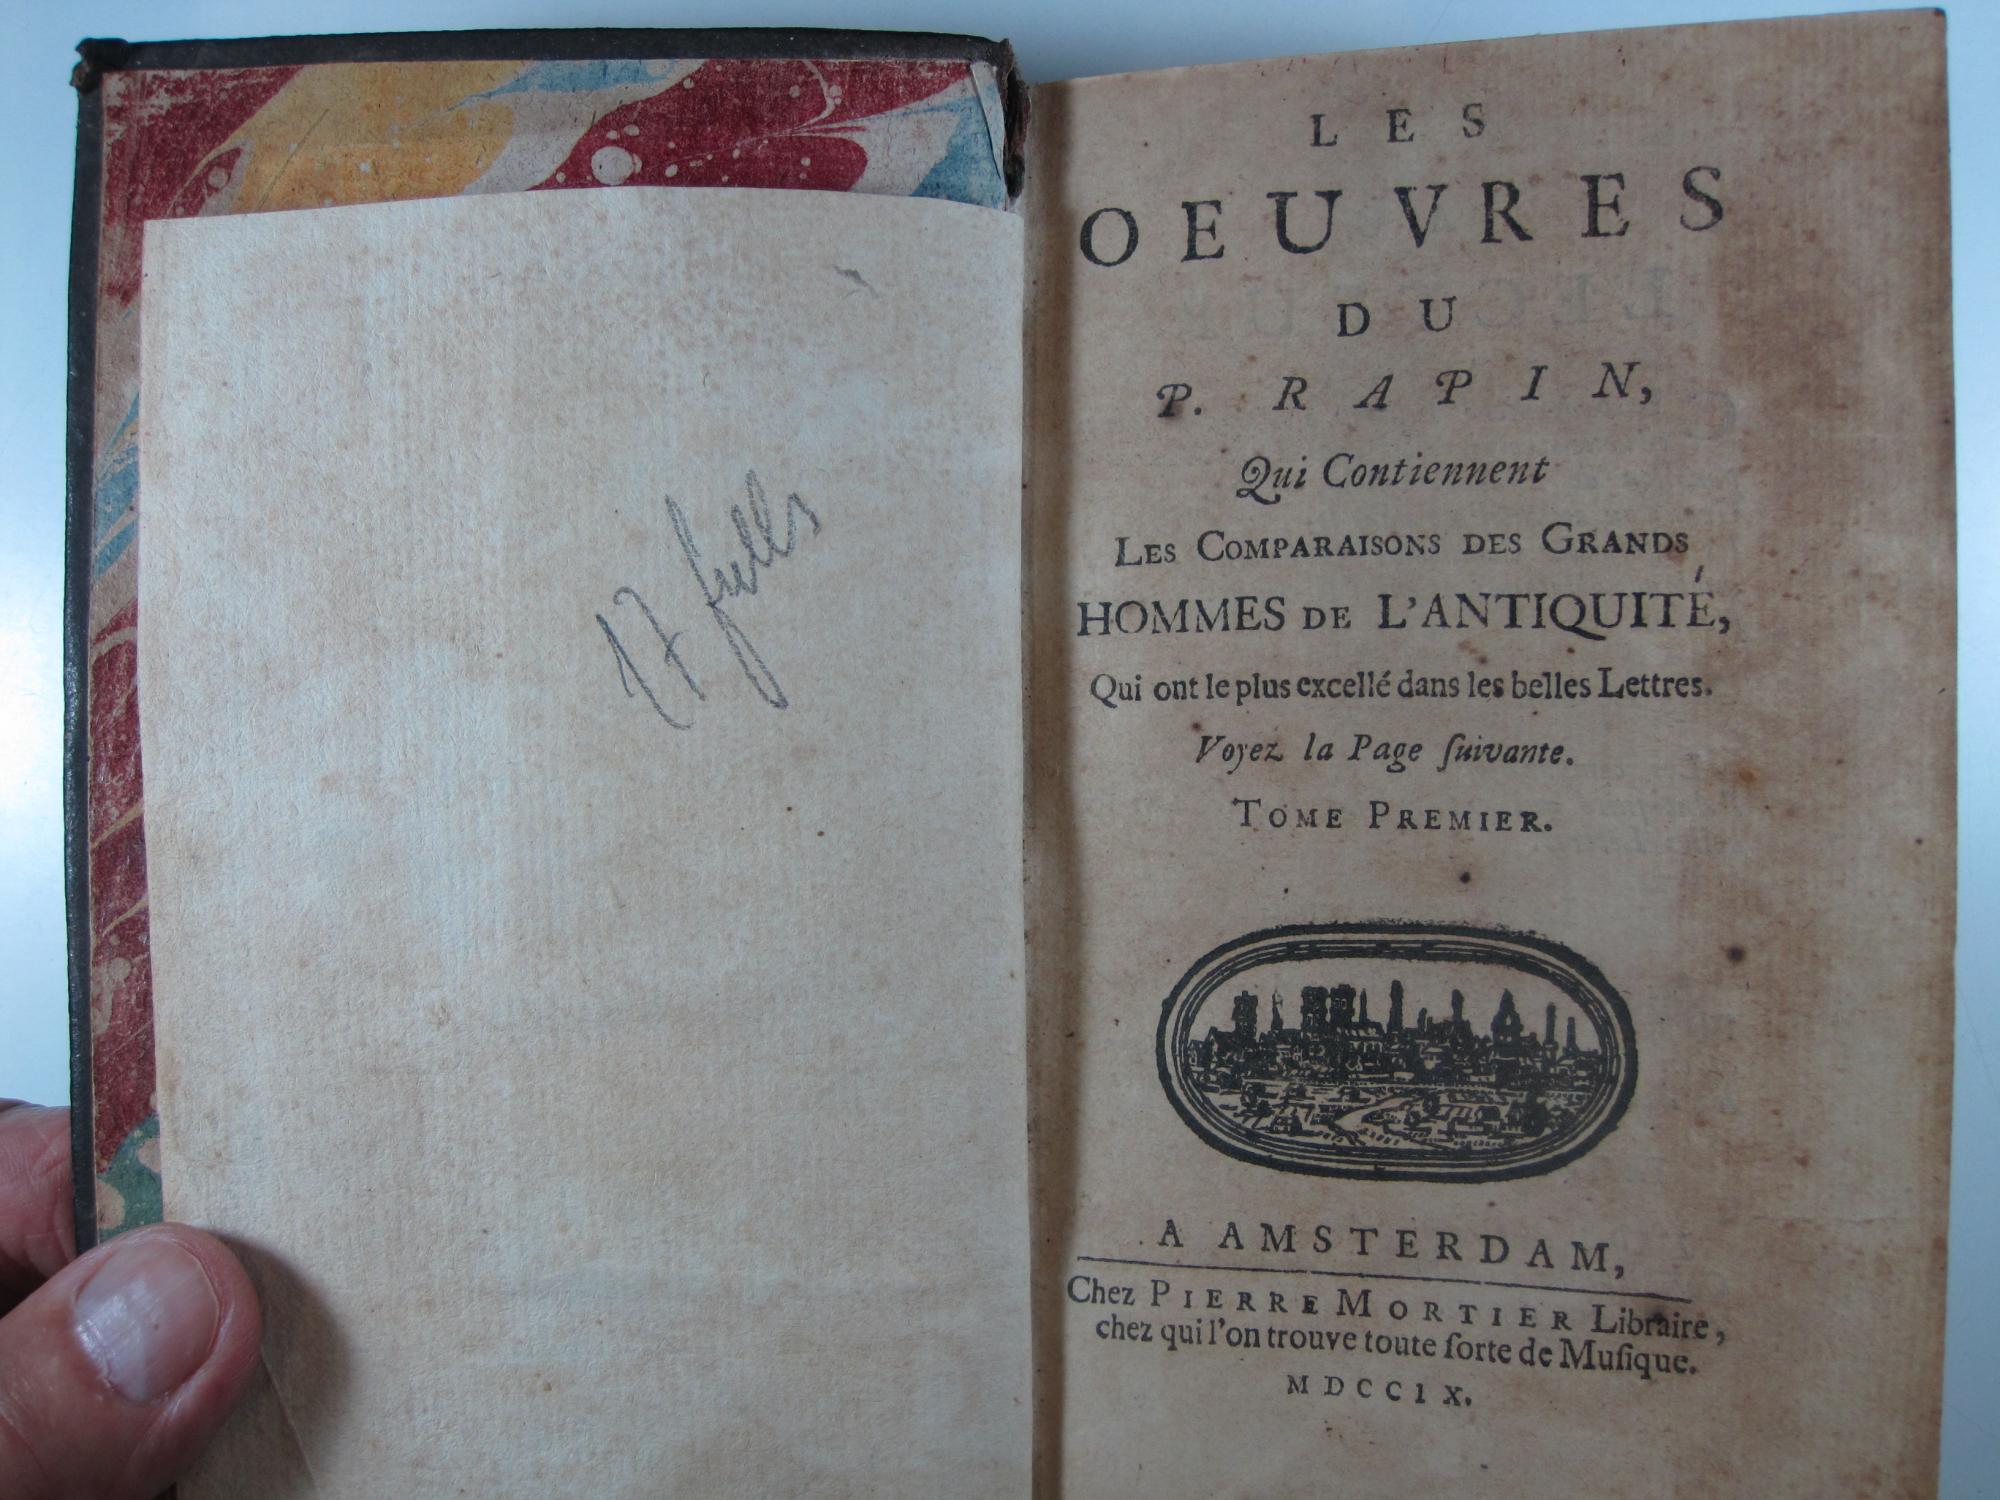 LES
OEUVRES
DU
P. RAPIN,
Qui Contiennent
LES COMPARAISONS DES GRANDS
HOMMES DE L'ANTIQUITÉ,
Qui ont le plus excellé dans les belles Lettres.
Voyez la Page ſuivante.
TOME PREMIER.
A AMSTERDAM,
Chez PIERRE MORTIER Libraire,
chez qui l'on trouve toute ſorte de Muſique.
MDCCIX.